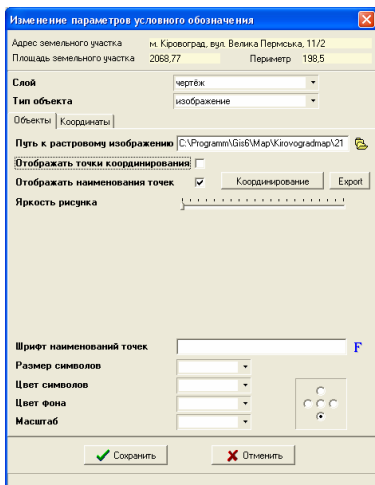 Изменение параметров условного обозначения
Адрес земельного участка м. Кіровоград, вул. Велика Пермська, 11/2
Площадь земельного участка 2068,77 Периметр 198,5
Слой чертёж
Тип объекта изображение
Объекты Координаты
Путь к растровому изображению C:\Programm\Gis6\Map\Kirovogradmap\21
Отображать точки координирования
Отображать наименования точек Координирование Export
Яркость рисунка
Шрифт наименований точек F
Размер символов
Цвет символов
Цвет фона
Масштаб
Сохранить Отменить